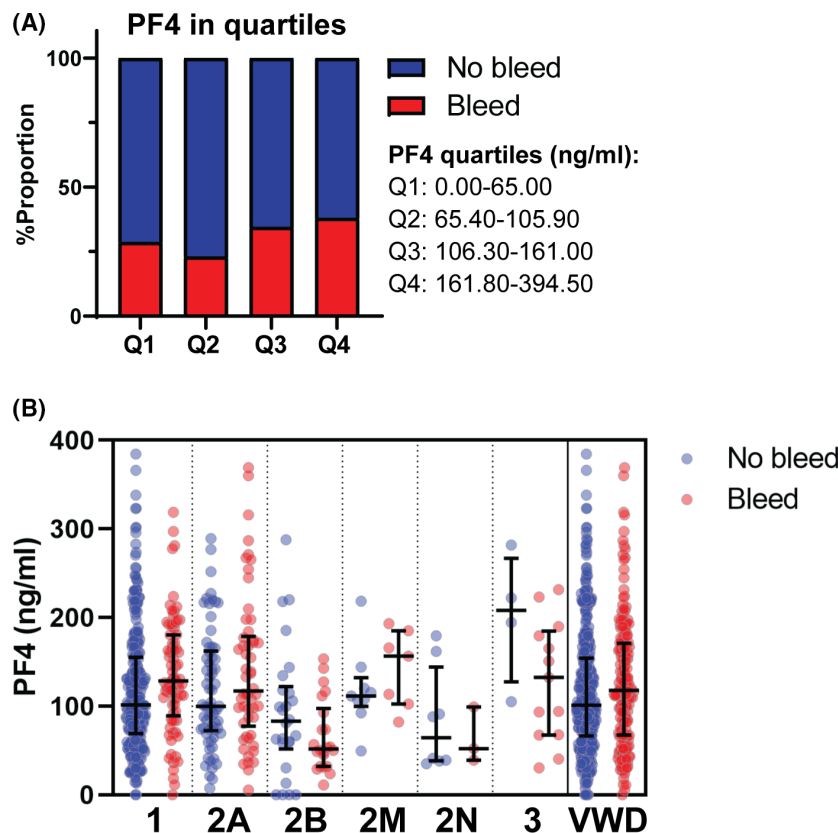 (A)
PF4 in quartiles
%Proportion
100
50
0
Q1 Q2 Q3 Q4
No bleed
Bleed
PF4 quartiles (ng/ml):
Q1: 0.00-65.00
Q2: 65.40-105.90
Q3: 106.30-161.00
Q4: 161.80-394.50
(B)
PF4 (ng/ml)
400
300
200
100
0
1 2A 2B 2M 2N 3 VWD
No bleed
Bleed